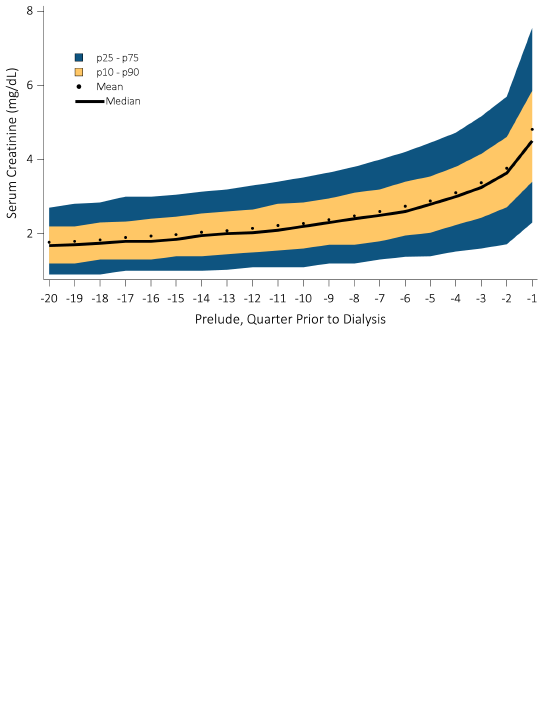 8
6
4
2
Serum Creatinine (mg/dL)
p25 - p75
p10 - p90
Mean
Median
-20 -19 -18 -17 -16 -15 -14 -13 -12 -11 -10 -9 -8 -7 -6 -5 -4 -3 -2 -1
Prelude, Quarter Prior to Dialysis